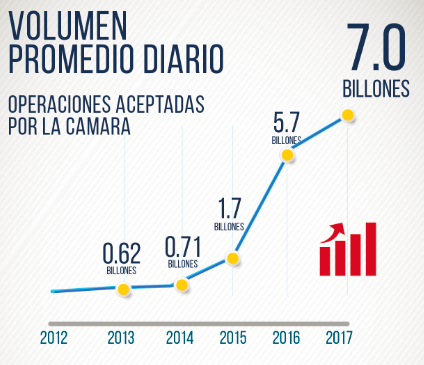 VOLUMEN
PROMEDIO DIARIO
OPERACIONES ACEPTADAS
POR LA CAMARA
7.0
BILLONES
5.7
BILLONES
1.7
BILLONES
0.71
BILLONES
0.62
BILLONES
2012 2013 2014 2015 2016 2017